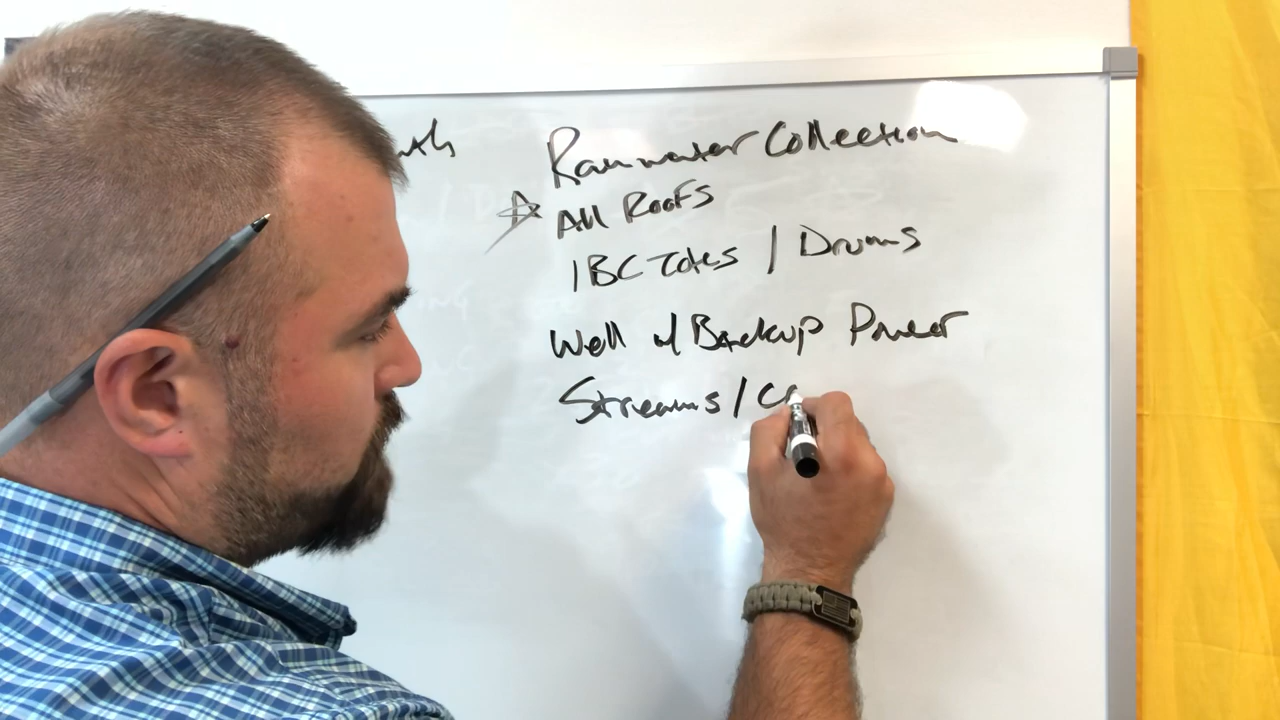 Rainwater Collection
All Roofs
IBC Totes / Drums
Well w/ Backup Power
Streams /